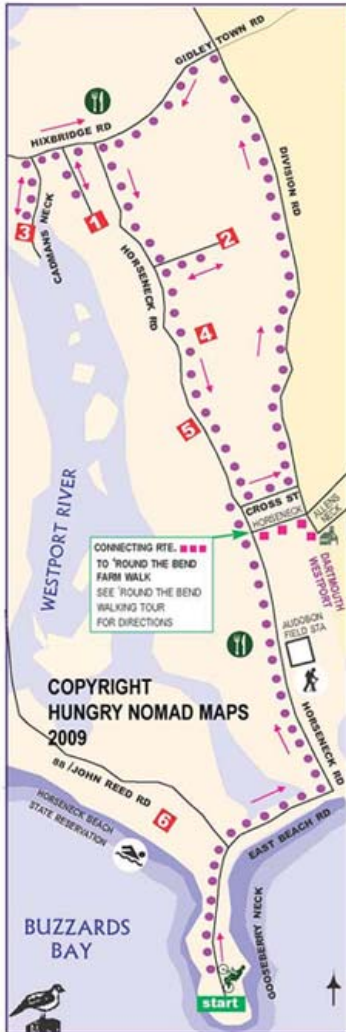 GIDLEY TOWN RD
HIXBRIDGE RD
DIVISION RD
1
2
3
CADMANS NECK
HORSENECK RD
4
5
WESTPORT RIVER
CROSS ST
HORSENECK
ALLENS
NECK
DARTMOUTH
WESTPORT
CONNECTING RTE.
TO 'ROUND THE BEND
FARM WALK
SEE 'ROUND THE BEND
WALKING TOUR
FOR DIRECTIONS
AUDOBON
FIELD STA
COPYRIGHT
HUNGRY NOMAD MAPS
2009
HORSENECK RD
88 /JOHN REED RD
6
HORSENECK BEACH
STATE RESERVATION
EAST BEACH RD
BUZZARDS
BAY
GOOSEBERRY NECK
start